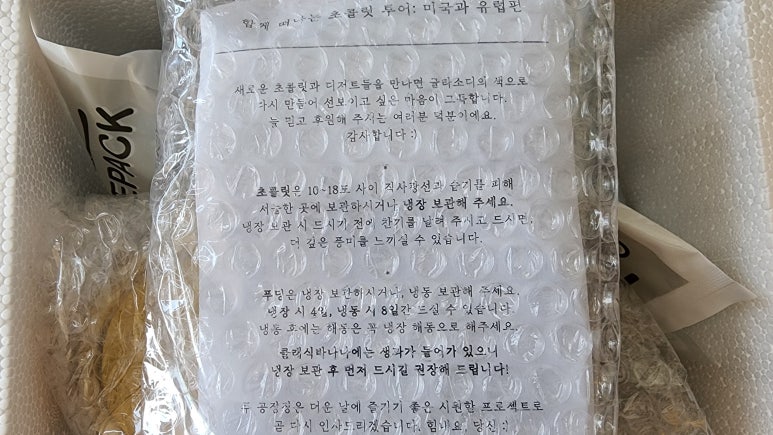 함께 떠나는 초콜릿 투어: 미국과 유럽편
새로운 초콜릿과 디저트들을 만나면 글라소디의 색으로
다시 만들어 선보이고 싶은 마음이 그득합니다.
늘 믿고 후원해 주시는 여러분 덕분이에요.
감사합니다 :)
초콜릿은 10~18도 사이 직사광선과 습기를 피해
서늘한 곳에 보관하시거나 냉장 보관해 주세요.
냉장 보관 시 드시기 전에 찬기를 날려 주시고 드시면,
더 깊은 풍미를 느끼실 수 있습니다.
푸딩은 냉장 보관하시거나, 냉동 보관해 주세요.
냉장 시 4일, 냉동 시 8일간 드실 수 있습니다.
냉동 후에는 해동은 꼭 냉장 해동으로 해주세요.
클래식바나나에는 생과가 들어가 있으니
냉장 보관 후 먼저 드시길 권장해 드립니다!
두 공장장은 더운 날에 즐기기 좋은 시원한 프로젝트로
곧 다시 인사드리겠습니다. 힘내요, 당신 :)
EPACK